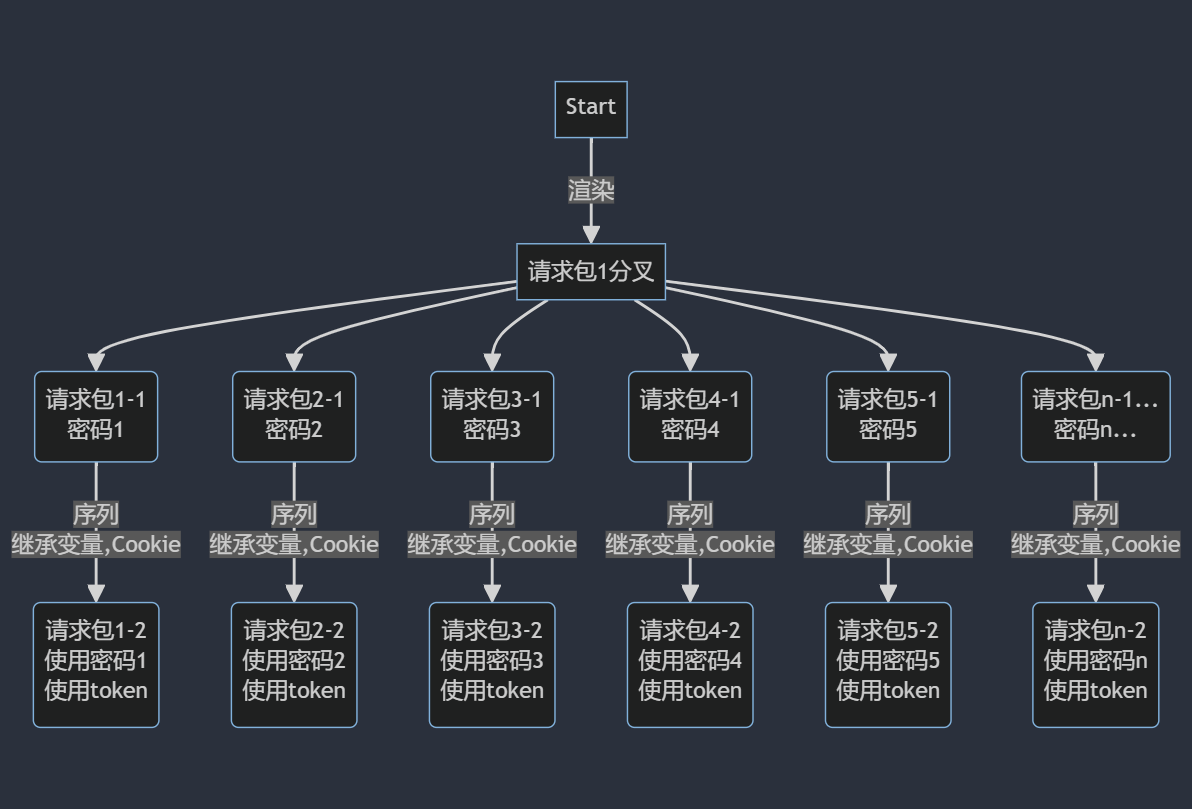 Start
渲染
请求包1分叉
请求包1-1
密码1
请求包2-1
密码2
请求包3-1
密码3
请求包4-1
密码4
请求包5-1
密码5
请求包n-1...
密码n...
序列
继承变量,Cookie
序列
继承变量,Cookie
序列
继承变量,Cookie
序列
继承变量,Cookie
序列
继承变量,Cookie
序列
继承变量,Cookie
请求包1-2
使用密码1
使用token
请求包2-2
使用密码2
使用token
请求包3-2
使用密码3
使用token
请求包4-2
使用密码4
使用token
请求包5-2
使用密码5
使用token
请求包n-2
使用密码n
使用token